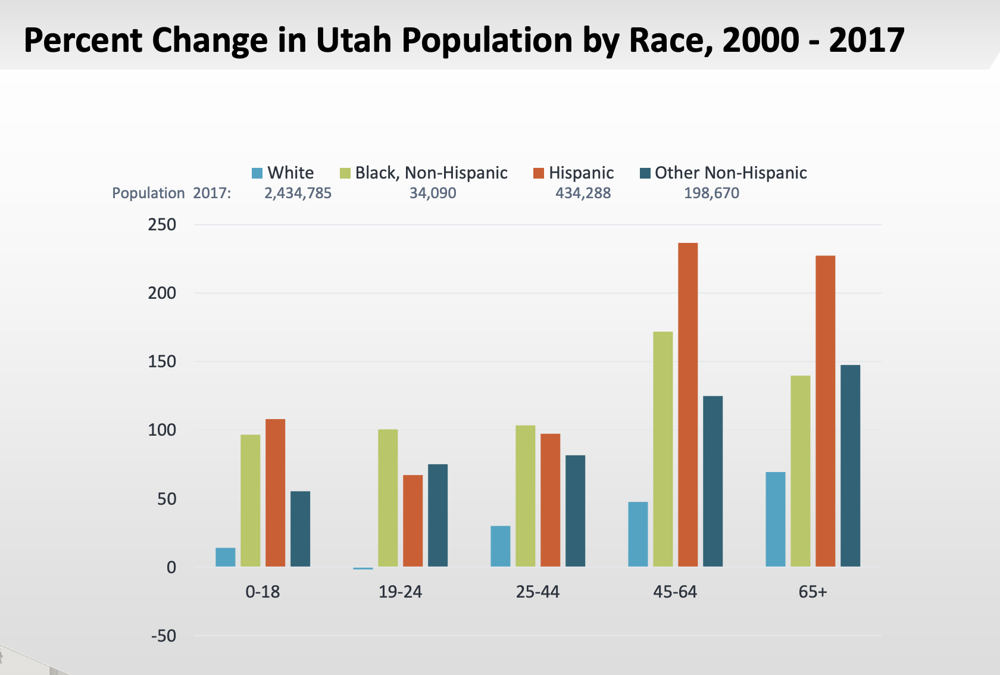 Percent Change in Utah Population by Race, 2000 - 2017
White Black, Non-Hispanic Hispanic Other Non-Hispanic
Population 2017: 2,434,785 34,090 434,288 198,670
250
200
150
100
50
0
0-18 19-24 25-44 45-64 65+
-50